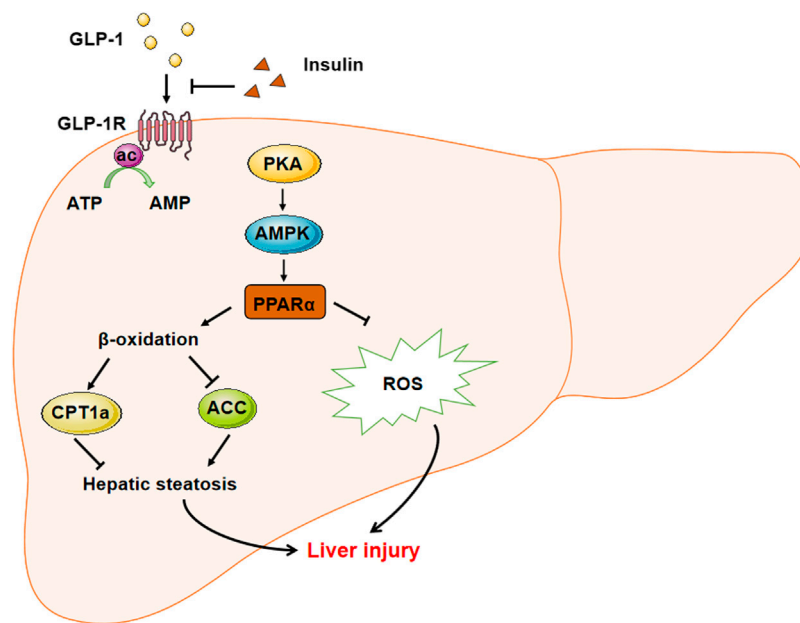 GLP-1
Insulin
GLP-1R
ac
ATP
AMP
PKA
AMPK
PPARα
β-oxidation
ROS
CPT1a
ACC
Hepatic steatosis
Liver injury